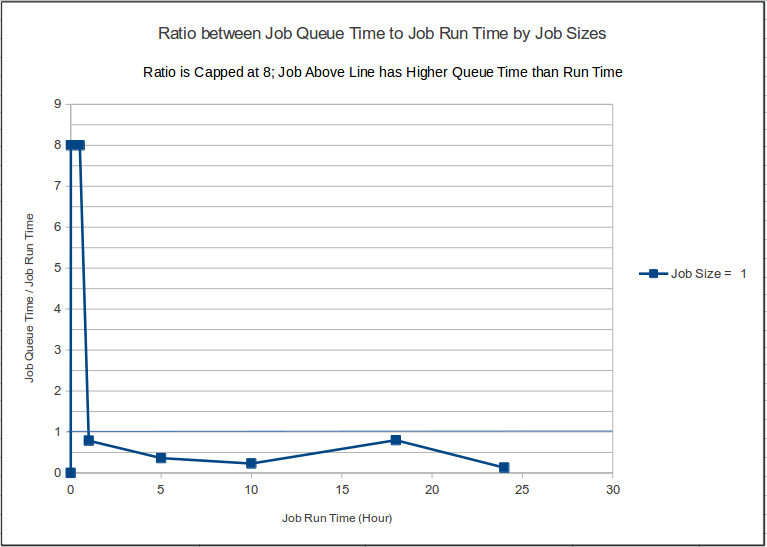 Ratio between Job Queue Time to Job Run Time by Job Sizes
Ratio is Capped at 8; Job Above Line has Higher Queue Time than Run Time
9
8
7
6
5
4
3
2
1
0
Job Queue Time / Job Run Time
0 5 10 15 20 25 30
Job Run Time (Hour)
Job Size = 1